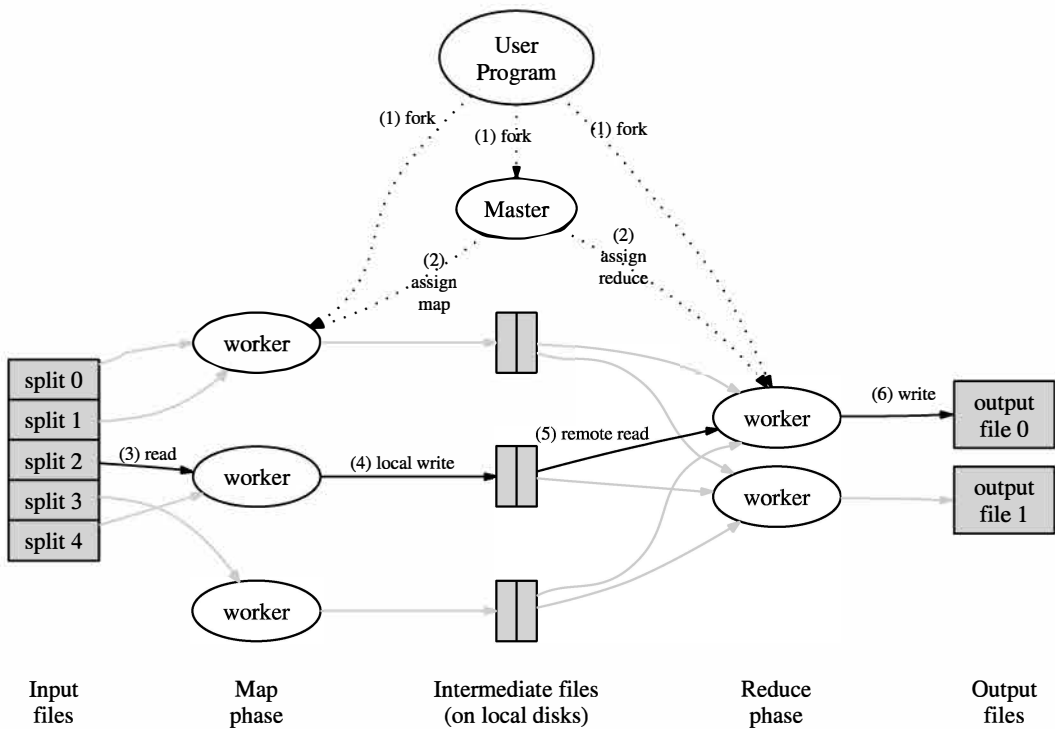 User
Program
(1) fork
(1) fork
(1) fork
Master
(2)
assign
map
(2)
assign
reduce
split 0
split 1
split 2
split 3
split 4
(3) read
worker
worker
worker
(4) local write
(5) remote read
worker
worker
(6) write
output
file 0
output
file 1
Input
files
Map
phase
Intermediate files
(on local disks)
Reduce
phase
Output
files